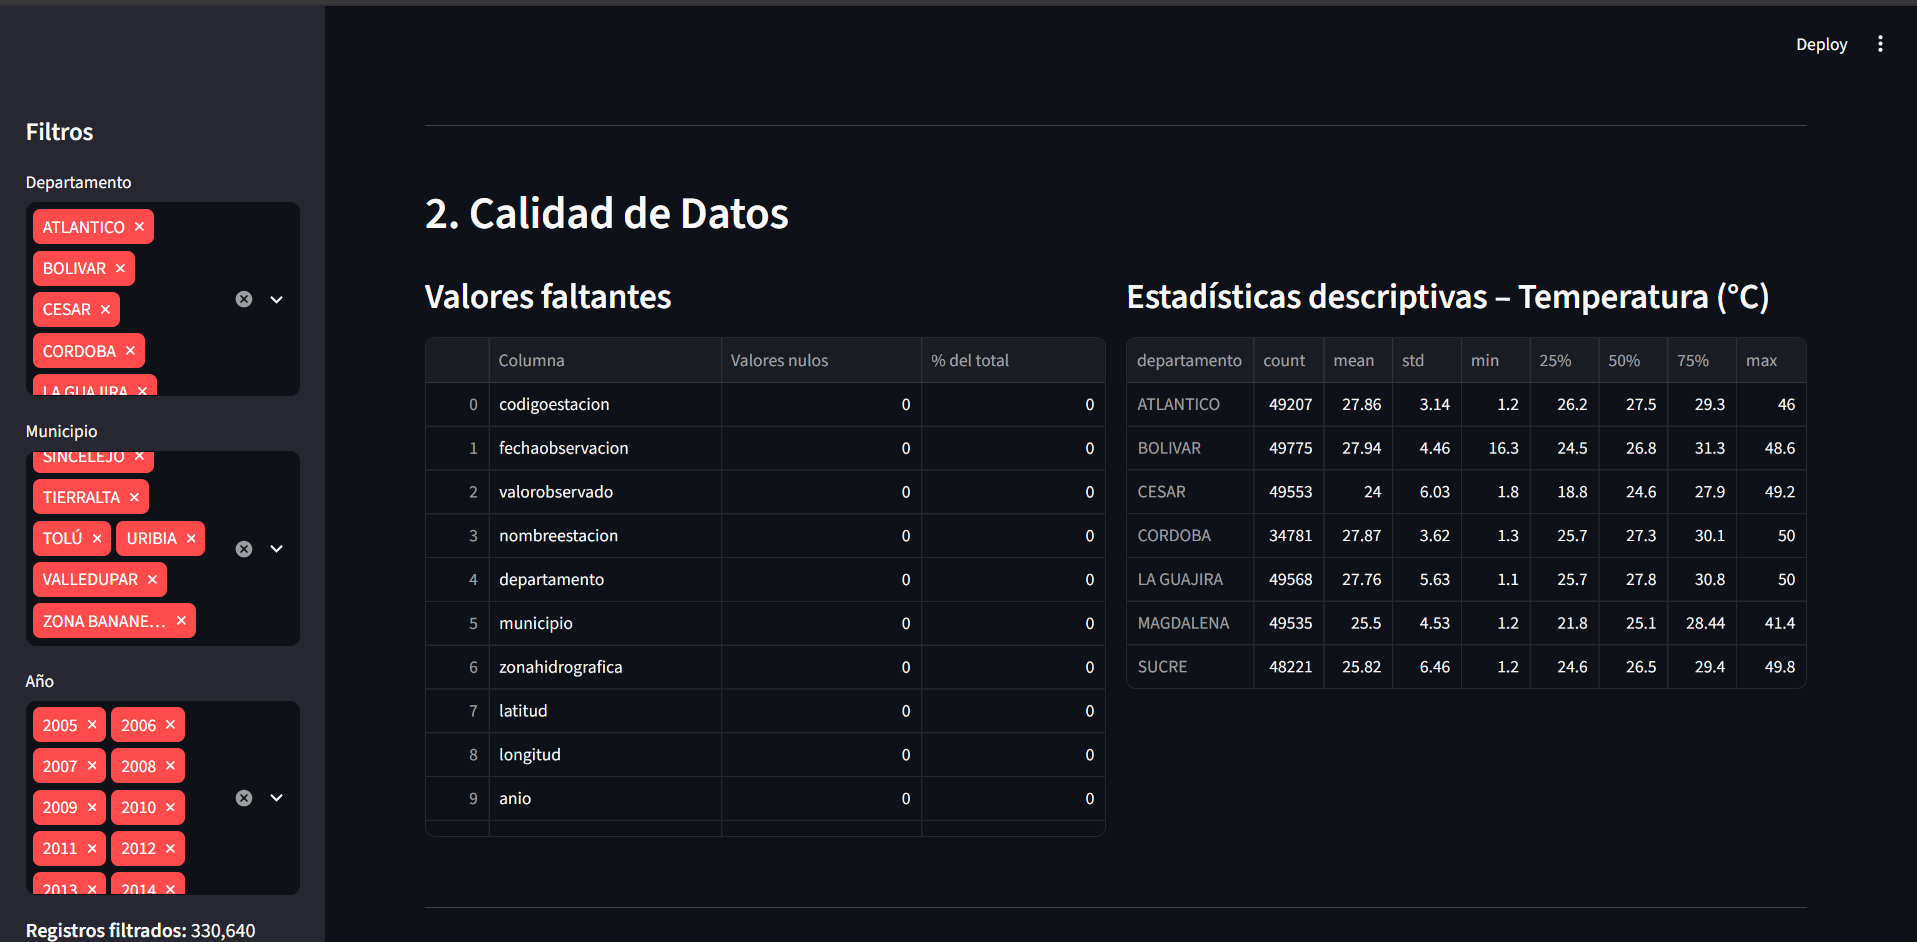 Deploy
Filtros
Departamento
ATLANTICO
BOLIVAR
CESAR
CORDOBA
LA GUAJIRA
Municipio
SINCELEJO
TIERRALTA
TOLÚ URIBIA
VALLEDUPAR
ZONA BANANE...
Año
2005 2006
2007 2008
2009 2010
2011 2012
2013 2014
Registros filtrados: 330,640
2. Calidad de Datos
Valores faltantes
Columna Valores nulos % del total
0 codigoestacion 0 0
1 fechaobservacion 0 0
2 valorobservado 0 0
3 nombreestacion 0 0
4 departamento 0 0
5 municipio 0 0
6 zonahidrografica 0 0
7 latitud 0 0
8 longitud 0 0
9 anio 0 0
Estadísticas descriptivas – Temperatura (°C)
departamento count mean std min 25% 50% 75% max
ATLANTICO 49207 27.86 3.14 1.2 26.2 27.5 29.3 46
BOLIVAR 49775 27.94 4.46 16.3 24.5 26.8 31.3 48.6
CESAR 49553 24 6.03 1.8 18.8 24.6 27.9 49.2
CORDOBA 34781 27.87 3.62 1.3 25.7 27.3 30.1 50
LA GUAJIRA 49568 27.76 5.63 1.1 25.7 27.8 30.8 50
MAGDALENA 49535 25.5 4.53 1.2 21.8 25.1 28.44 41.4
SUCRE 48221 25.82 6.46 1.2 24.6 26.5 29.4 49.8